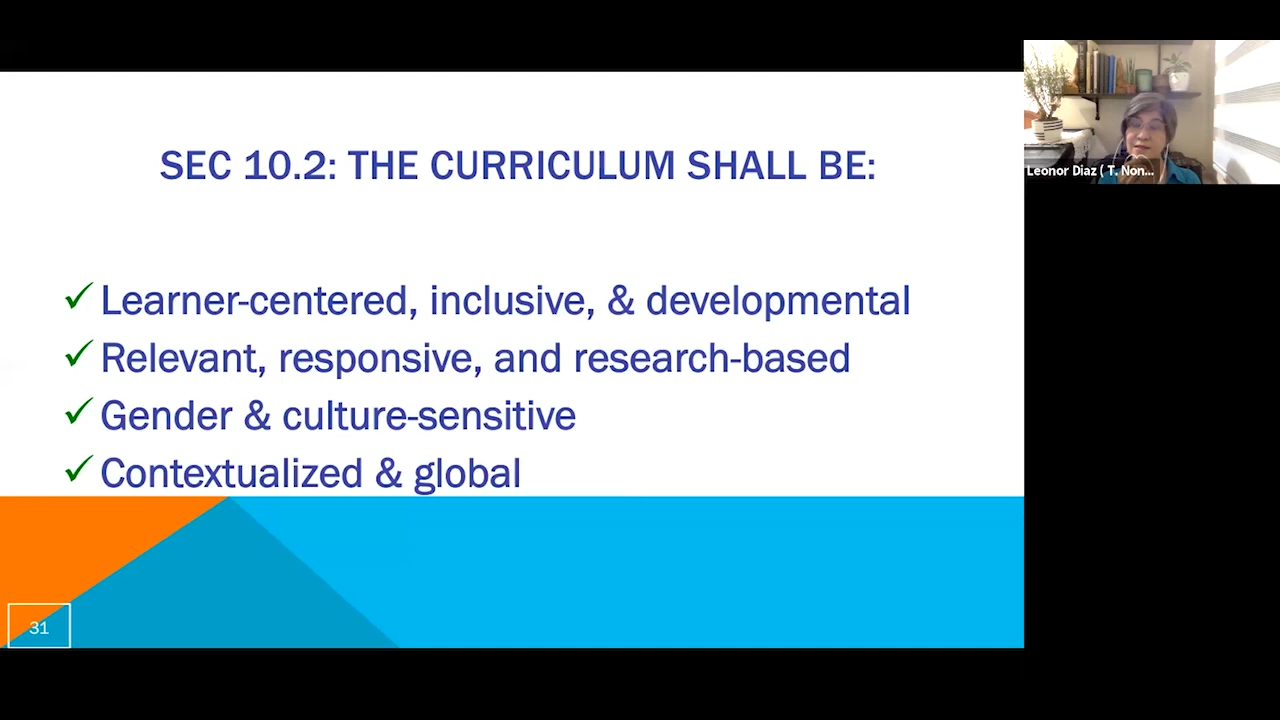 SEC 10.2: THE CURRICULUM SHALL BE:
Leonor Diaz ( T. Non...
✓ Learner-centered, inclusive, & developmental
✓ Relevant, responsive, and research-based
✓ Gender & culture-sensitive
✓ Contextualized & global
31